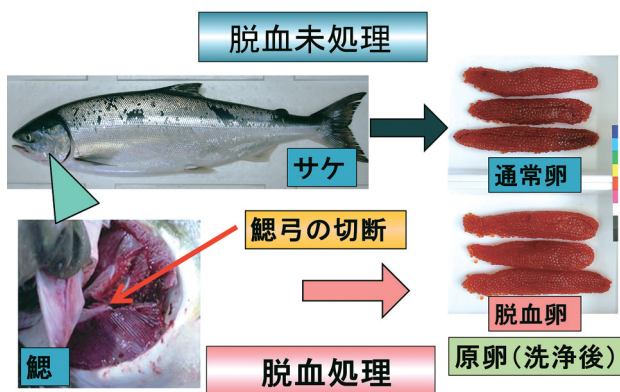 脱血未処理
サケ
通常卵
鰓弓の切断
脱血卵
鰓
脱血処理
原卵（洗浄後）